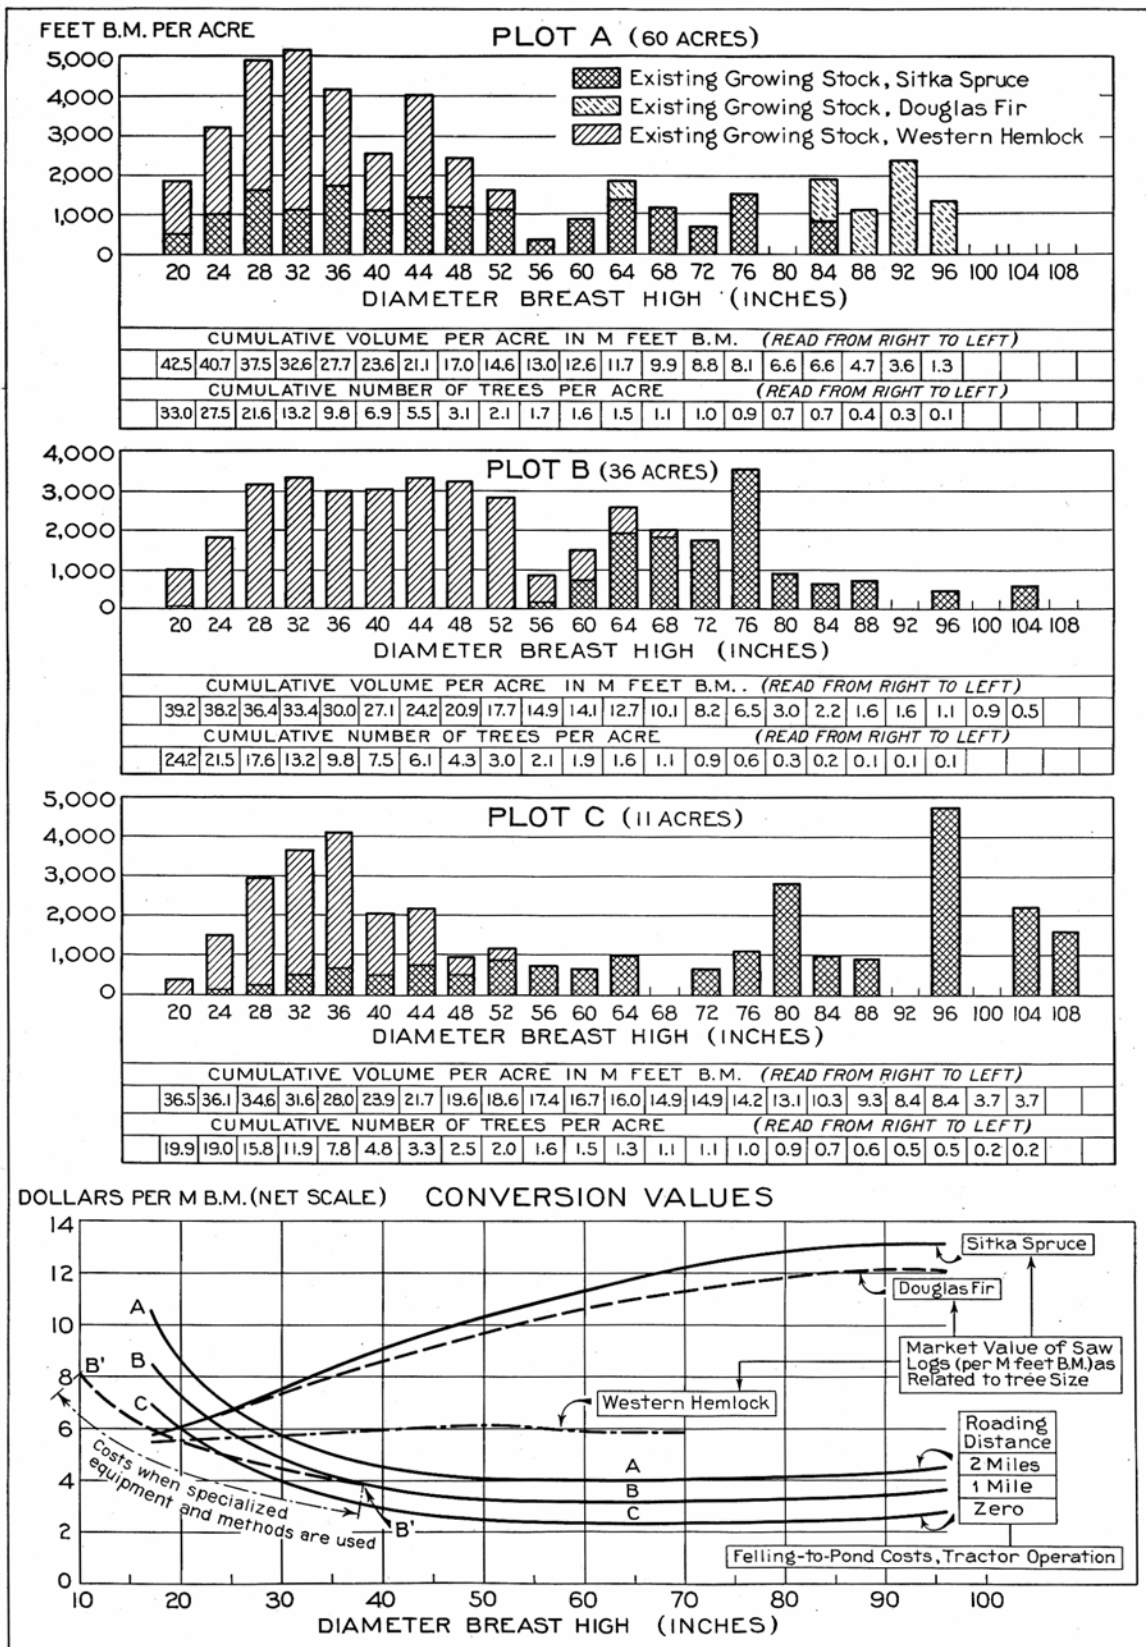 FEET B.M. PER ACRE
PLOT A (60 ACRES)
5,000
4,000
3,000
2,000
1,000
0
Existing Growing Stock, Sitka Spruce
Existing Growing Stock, Douglas Fir
Existing Growing Stock, Western Hemlock
20 24 28 32 36 40 44 48 52 56 60 64 68 72 76 80 84 88 92 96 100 104 108
DIAMETER BREAST HIGH (INCHES)
CUMULATIVE VOLUME PER ACRE IN M FEET B.M. (READ FROM RIGHT TO LEFT)
42.5 40.7 37.5 32.6 27.7 23.6 21.1 17.0 14.6 13.0 12.6 11.7 9.9 8.8 8.1 6.6 6.6 4.7 3.6 1.3
CUMULATIVE NUMBER OF TREES PER ACRE (READ FROM RIGHT TO LEFT)
33.0 27.5 21.6 13.2 9.8 6.9 5.5 3.1 2.1 1.7 1.6 1.5 1.1 1.0 0.9 0.7 0.7 0.4 0.3 0.1
PLOT B (36 ACRES)
4,000
3,000
2,000
1,000
0
20 24 28 32 36 40 44 48 52 56 60 64 68 72 76 80 84 88 92 96 100 104 108
DIAMETER BREAST HIGH (INCHES)
CUMULATIVE VOLUME PER ACRE IN M FEET B.M.. (READ FROM RIGHT TO LEFT)
39.2 38.2 36.4 33.4 30.0 27.1 24.2 20.9 17.7 14.9 14.1 12.7 10.1 8.2 6.5 3.0 2.2 1.6 1.6 1.1 0.9 0.5
CUMULATIVE NUMBER OF TREES PER ACRE (READ FROM RIGHT TO LEFT)
24.2 21.5 17.6 13.2 9.8 7.5 6.1 4.3 3.0 2.1 1.9 1.6 1.1 0.9 0.6 0.3 0.2 0.1 0.1 0.1
PLOT C (11 ACRES)
5,000
4,000
3,000
2,000
1,000
0
20 24 28 32 36 40 44 48 52 56 60 64 68 72 76 80 84 88 92 96 100 104 108
DIAMETER BREAST HIGH (INCHES)
CUMULATIVE VOLUME PER ACRE IN M FEET B.M. (READ FROM RIGHT TO LEFT)
36.5 36.1 34.6 31.6 28.0 23.9 21.7 19.6 18.6 17.4 16.7 16.0 14.9 14.9 14.2 13.1 10.3 9.3 8.4 8.4 3.7 3.7
CUMULATIVE NUMBER OF TREES PER ACRE (READ FROM RIGHT TO LEFT)
19.9 19.0 15.8 11.9 7.8 4.8 3.3 2.5 2.0 1.6 1.5 1.3 1.1 1.1 1.0 0.9 0.7 0.6 0.5 0.5 0.2 0.2
DOLLARS PER M B.M. (NET SCALE) CONVERSION VALUES
14
12
10
8
6
4
2
0
A
B'
B
C
Sitka Spruce
Douglas Fir
Market Value of Saw
Logs (per M feet B.M.) as
Related to tree Size
Western Hemlock
Roading
Distance
2 Miles
1 Mile
Zero
A
B
C
B'
Costs when specialized
equipment and methods are used
Felling-to-Pond Costs, Tractor Operation
10 20 30 40 50 60 70 80 90 100
DIAMETER BREAST HIGH (INCHES)